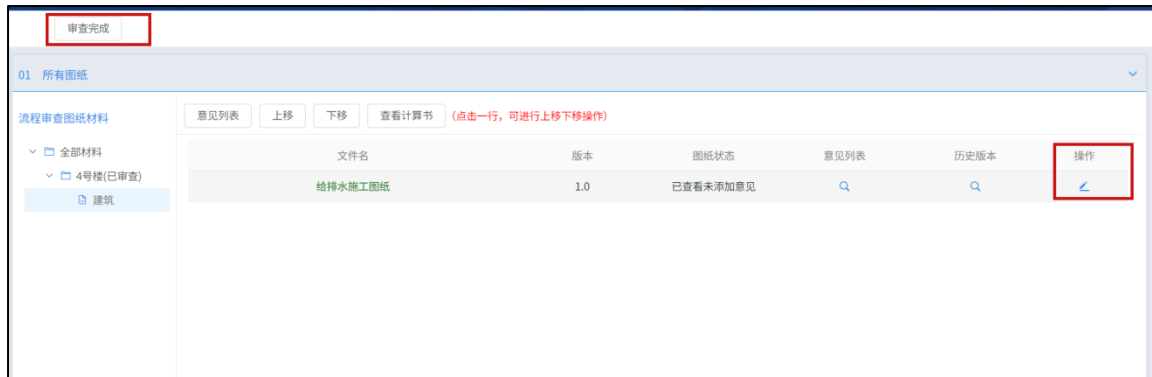 审查完成
01 所有图纸
流程审查图纸材料
意见列表 上移 下移 查看计算书 (点击一行，可进行上移下移操作)
全部材料
4号楼(已审查)
建筑
文件名 版本 图纸状态 意见列表 历史版本 操作
给排水施工图纸 1.0 已查看未添加意见